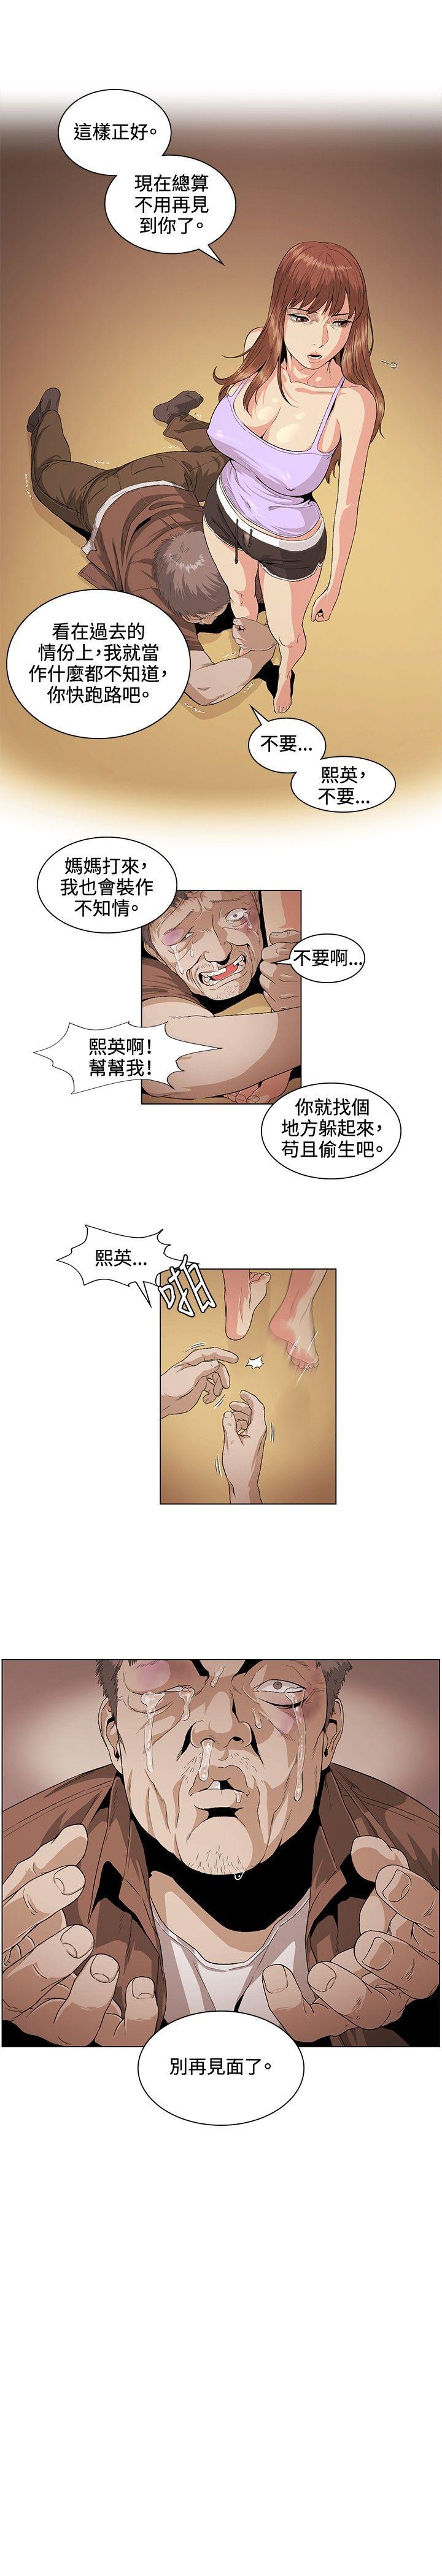 這樣正好。
現在總算
不用再見
到你了。
看在過去的
情份上，我就當
作什麼都不知道，
你快跑路吧。
不要...
熙英，
不要...
媽媽打來，
我也會裝作
不知情。
不要啊...
熙英啊！
幫幫我！
你就找個
地方躲起來，
苟且偷生吧。
熙英...
啪
別再見面了。